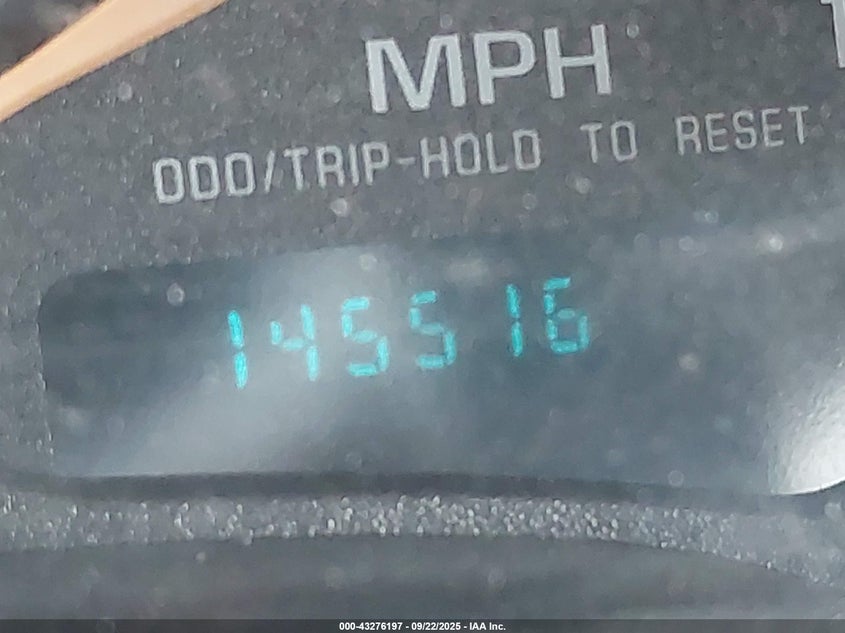 MPH
ODO/TRIP-HOLD TO RESET
145516
000-43276197 - 09/22/2025 - IAA Inc.